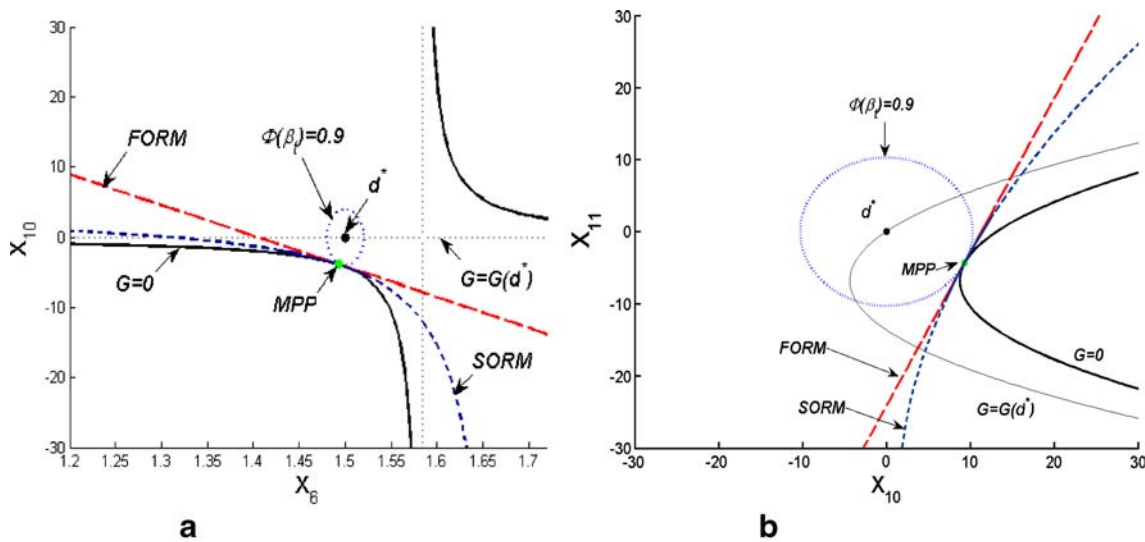 30
20
10
0
-10
-20
-30
X10
FORM
Φ(βt)=0.9
d*
G=0
MPP
G=G(d*)
SORM
1.2 1.25 1.3 1.35 1.4 1.45 1.5 1.55 1.6 1.65 1.7
X6
a
30
20
10
0
-10
-20
-30
X11
Φ(βt)=0.9
d*
MPP
FORM
SORM
G=0
G=G(d*)
-30 -20 -10 0 10 20 30
X10
b